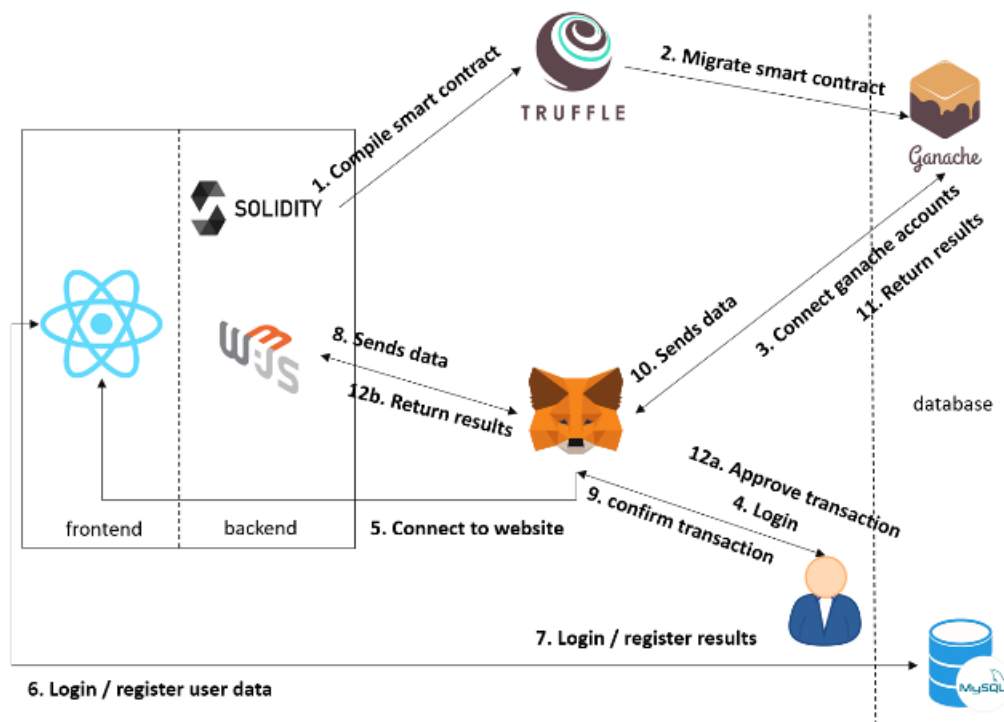 1. Compile smart contract
TRUFFLE
2. Migrate smart contract
Ganache
SOLIDITY
8. Sends data
12b. Return results
10. Sends data
3. Connect ganache accounts
11. Return results
database
12a. Approve transaction
4. Login
9. confirm transaction
frontend
backend
5. Connect to website
7. Login / register results
6. Login / register user data
MySQL